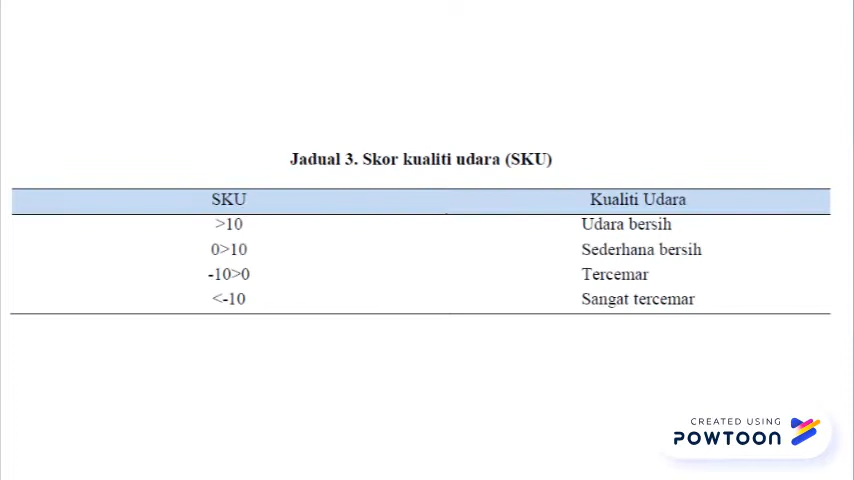 Jadual 3. Skor kualiti udara (SKU)
SKU Kualiti Udara
>10 Udara bersih
0>10 Sederhana bersih
-10>0 Tercemar
<-10 Sangat tercemar
CREATED USING
POWTOON